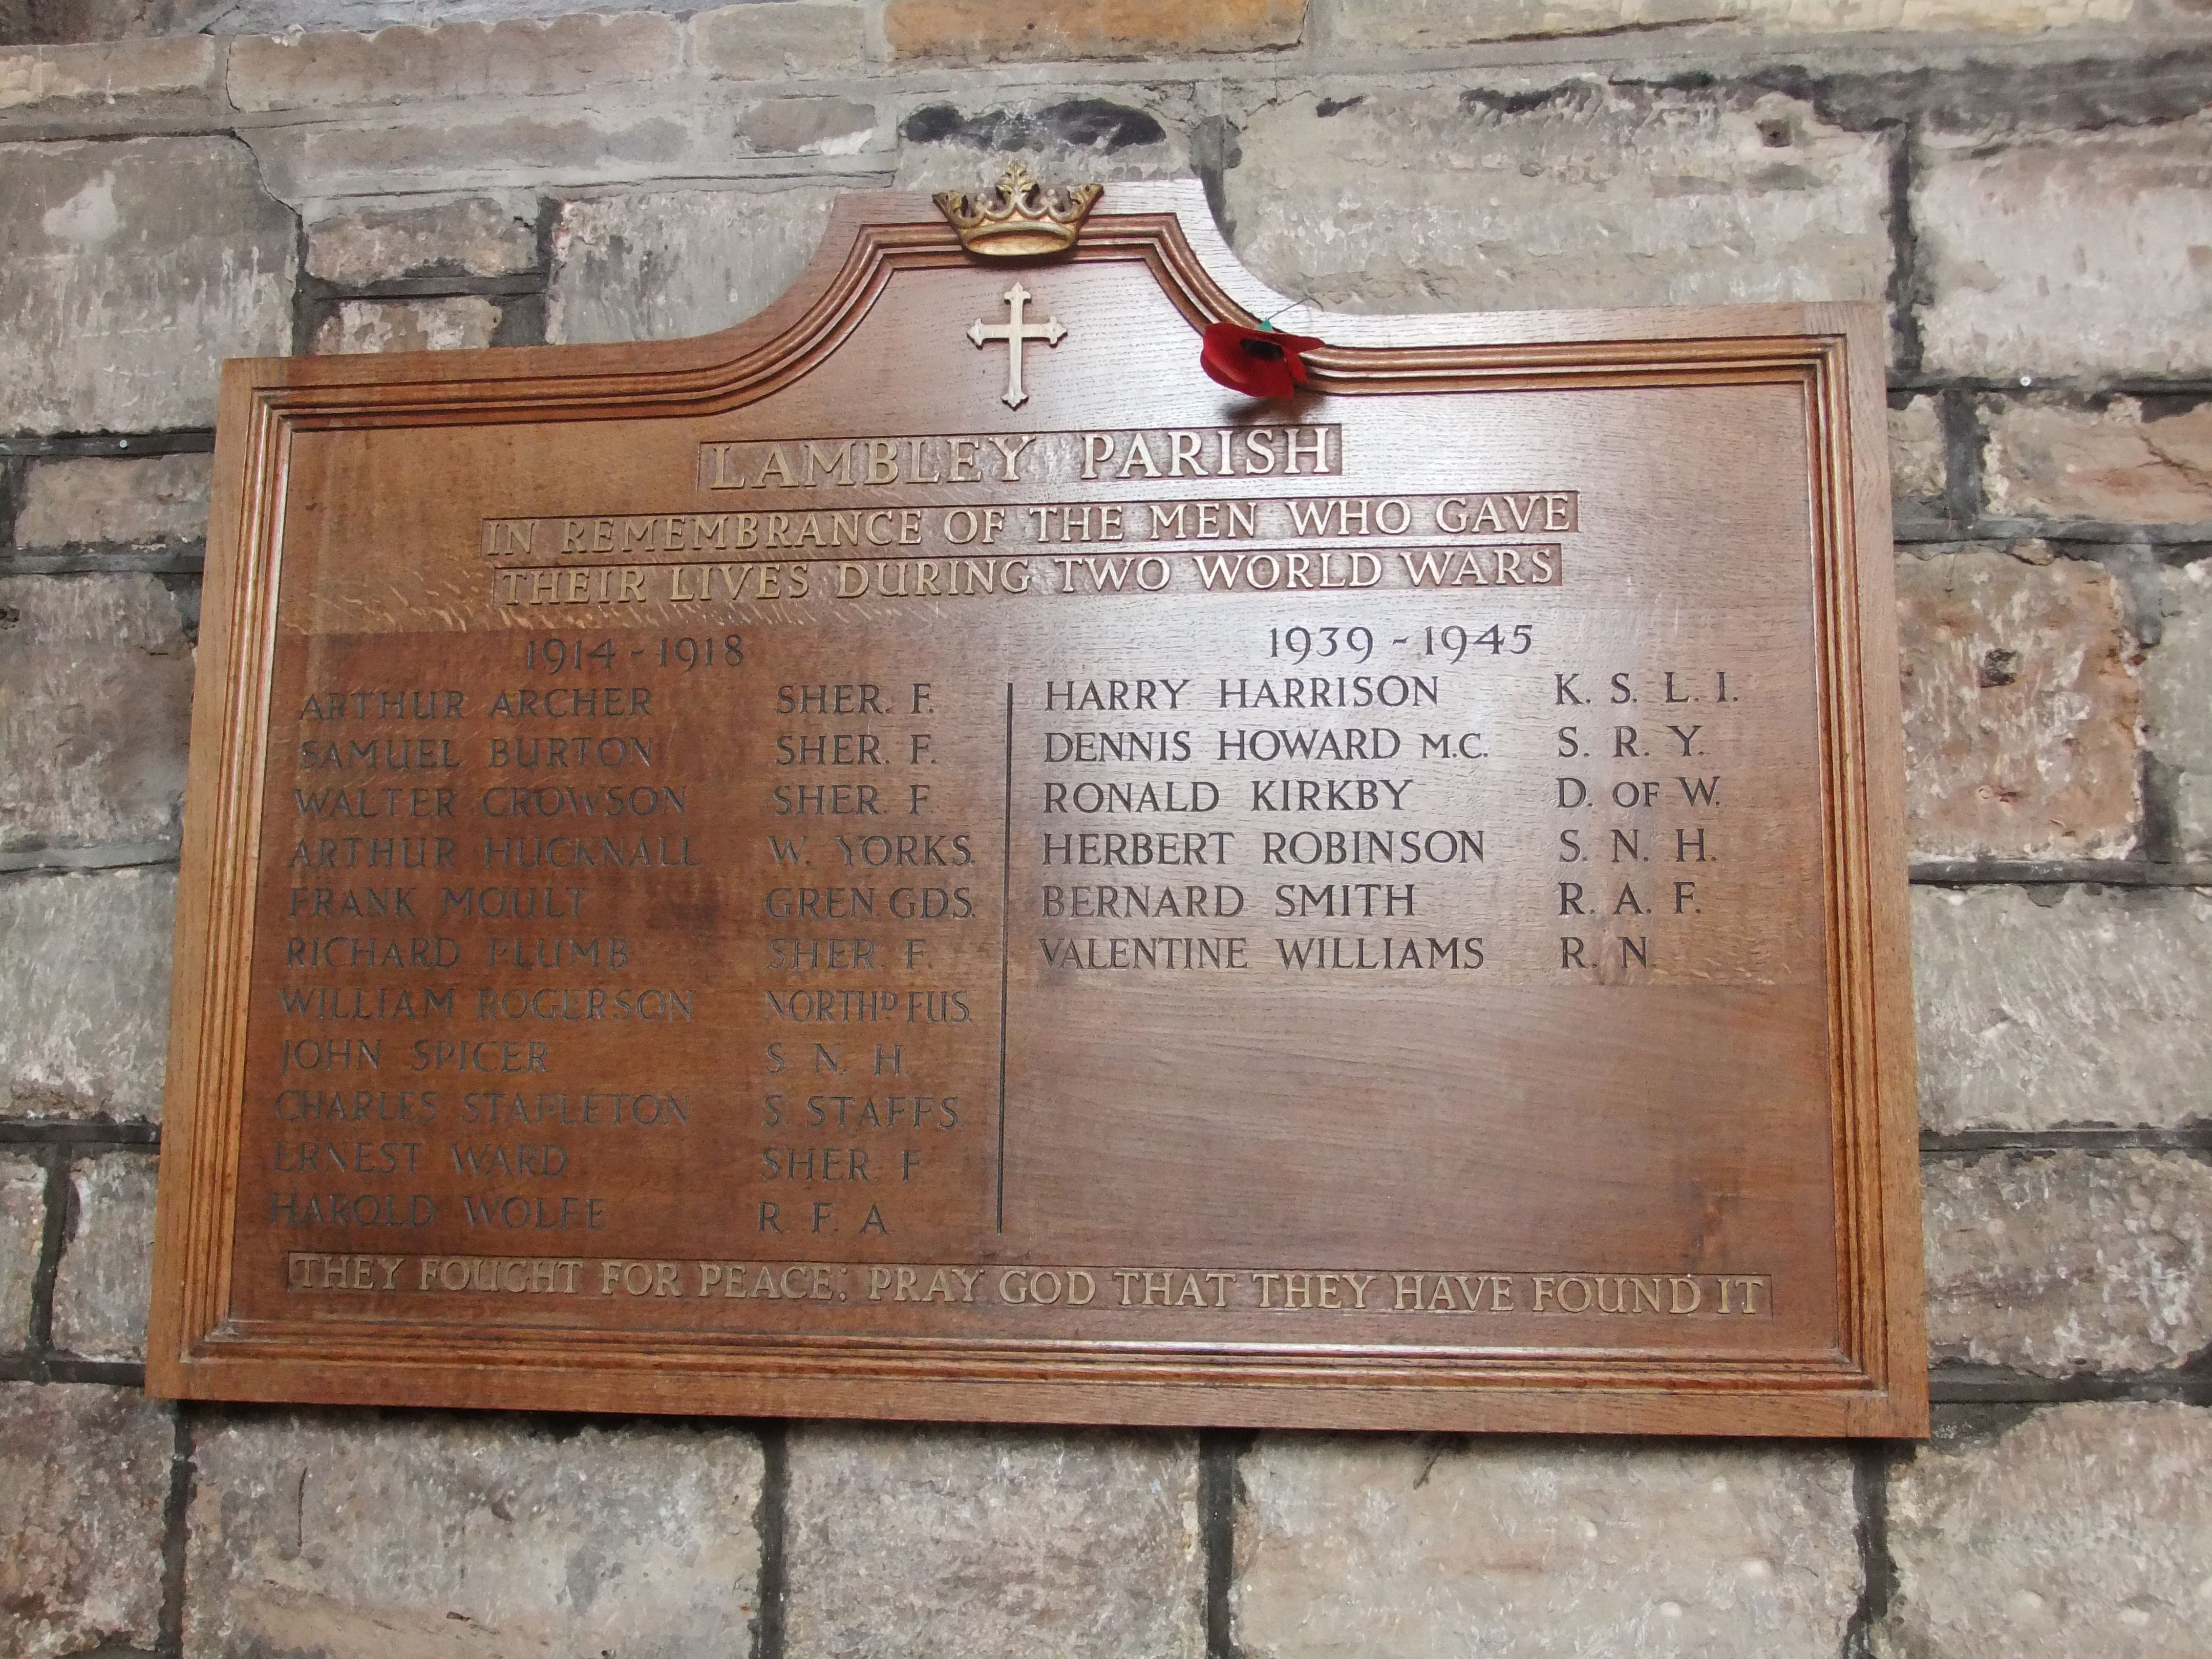 LAMBLEY PARISH
IN REMEMBRANCE OF THE MEN WHO GAVE
THEIR LIVES DURING TWO WORLD WARS
1914 - 1918
ARTHUR ARCHER SHER. F.
SAMUEL BURTON SHER. F.
WALTER CROWSON SHER. F.
ARTHUR HUCKNALL W. YORKS.
FRANK MOULT GREN. GDS.
RICHARD PLUMB SHER. F.
WILLIAM ROGERSON NORTHD FUS.
JOHN SPICER S. N. H.
CHARLES STAPLETON S. STAFFS
ERNEST WARD SHER. F
HAROLD WOLFE R. F. A
1939 - 1945
HARRY HARRISON K. S. L. I.
DENNIS HOWARD M.C. S. R. Y.
RONALD KIRKBY D. OF W.
HERBERT ROBINSON S. N. H.
BERNARD SMITH R. A. F.
VALENTINE WILLIAMS R. N.
THEY FOUGHT FOR PEACE; PRAY GOD THAT THEY HAVE FOUND IT